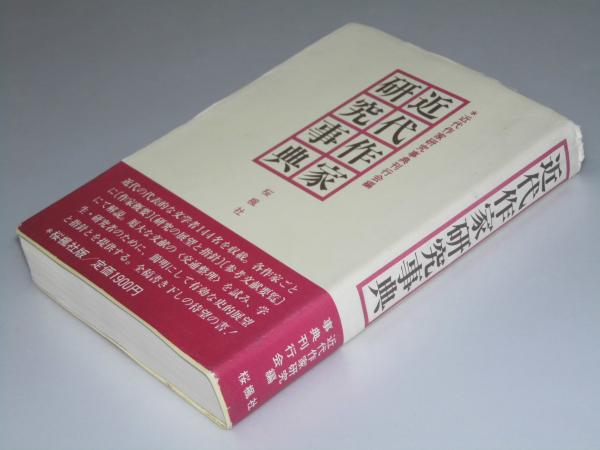 *近代作家研究事典刊行会編
近代作家
研究事典
桜楓社
近代の代表的な文学者144名を収載。各作家ごと
に〔作家概要〕〔研究の展望と指針〕〔参考文献要覧〕
にて解説。厖大な文献の〈交通整理〉を試み、学
生・研究者のために、簡明にして有効な史的展望
と指針とを提供する。全稿書き下しの待望の書!
*桜楓社版/定価1900円
近代作家研究事典
近代作家研究
事典刊行会編
桜楓社